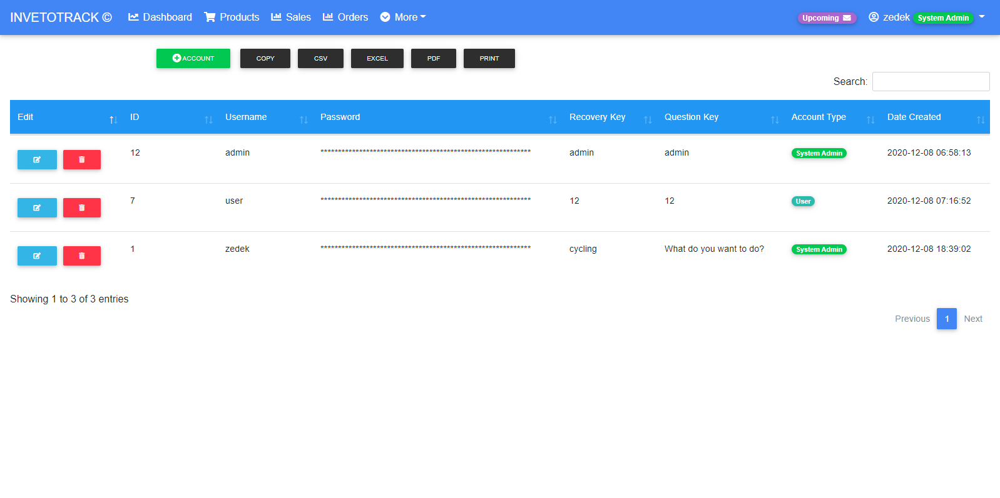 INVETOTRACK © Dashboard Products Sales Orders More Upcoming zedek System Admin
ACCOUNT COPY CSV EXCEL PDF PRINT
Search:
Edit ID Username Password Recovery Key Question Key Account Type Date Created
12 admin ************************************************************ admin admin System Admin 2020-12-08 06:58:13
7 user ************************************************************ 12 12 User 2020-12-08 07:16:52
1 zedek ************************************************************ cycling What do you want to do? System Admin 2020-12-08 18:39:02
Showing 1 to 3 of 3 entries
Previous 1 Next